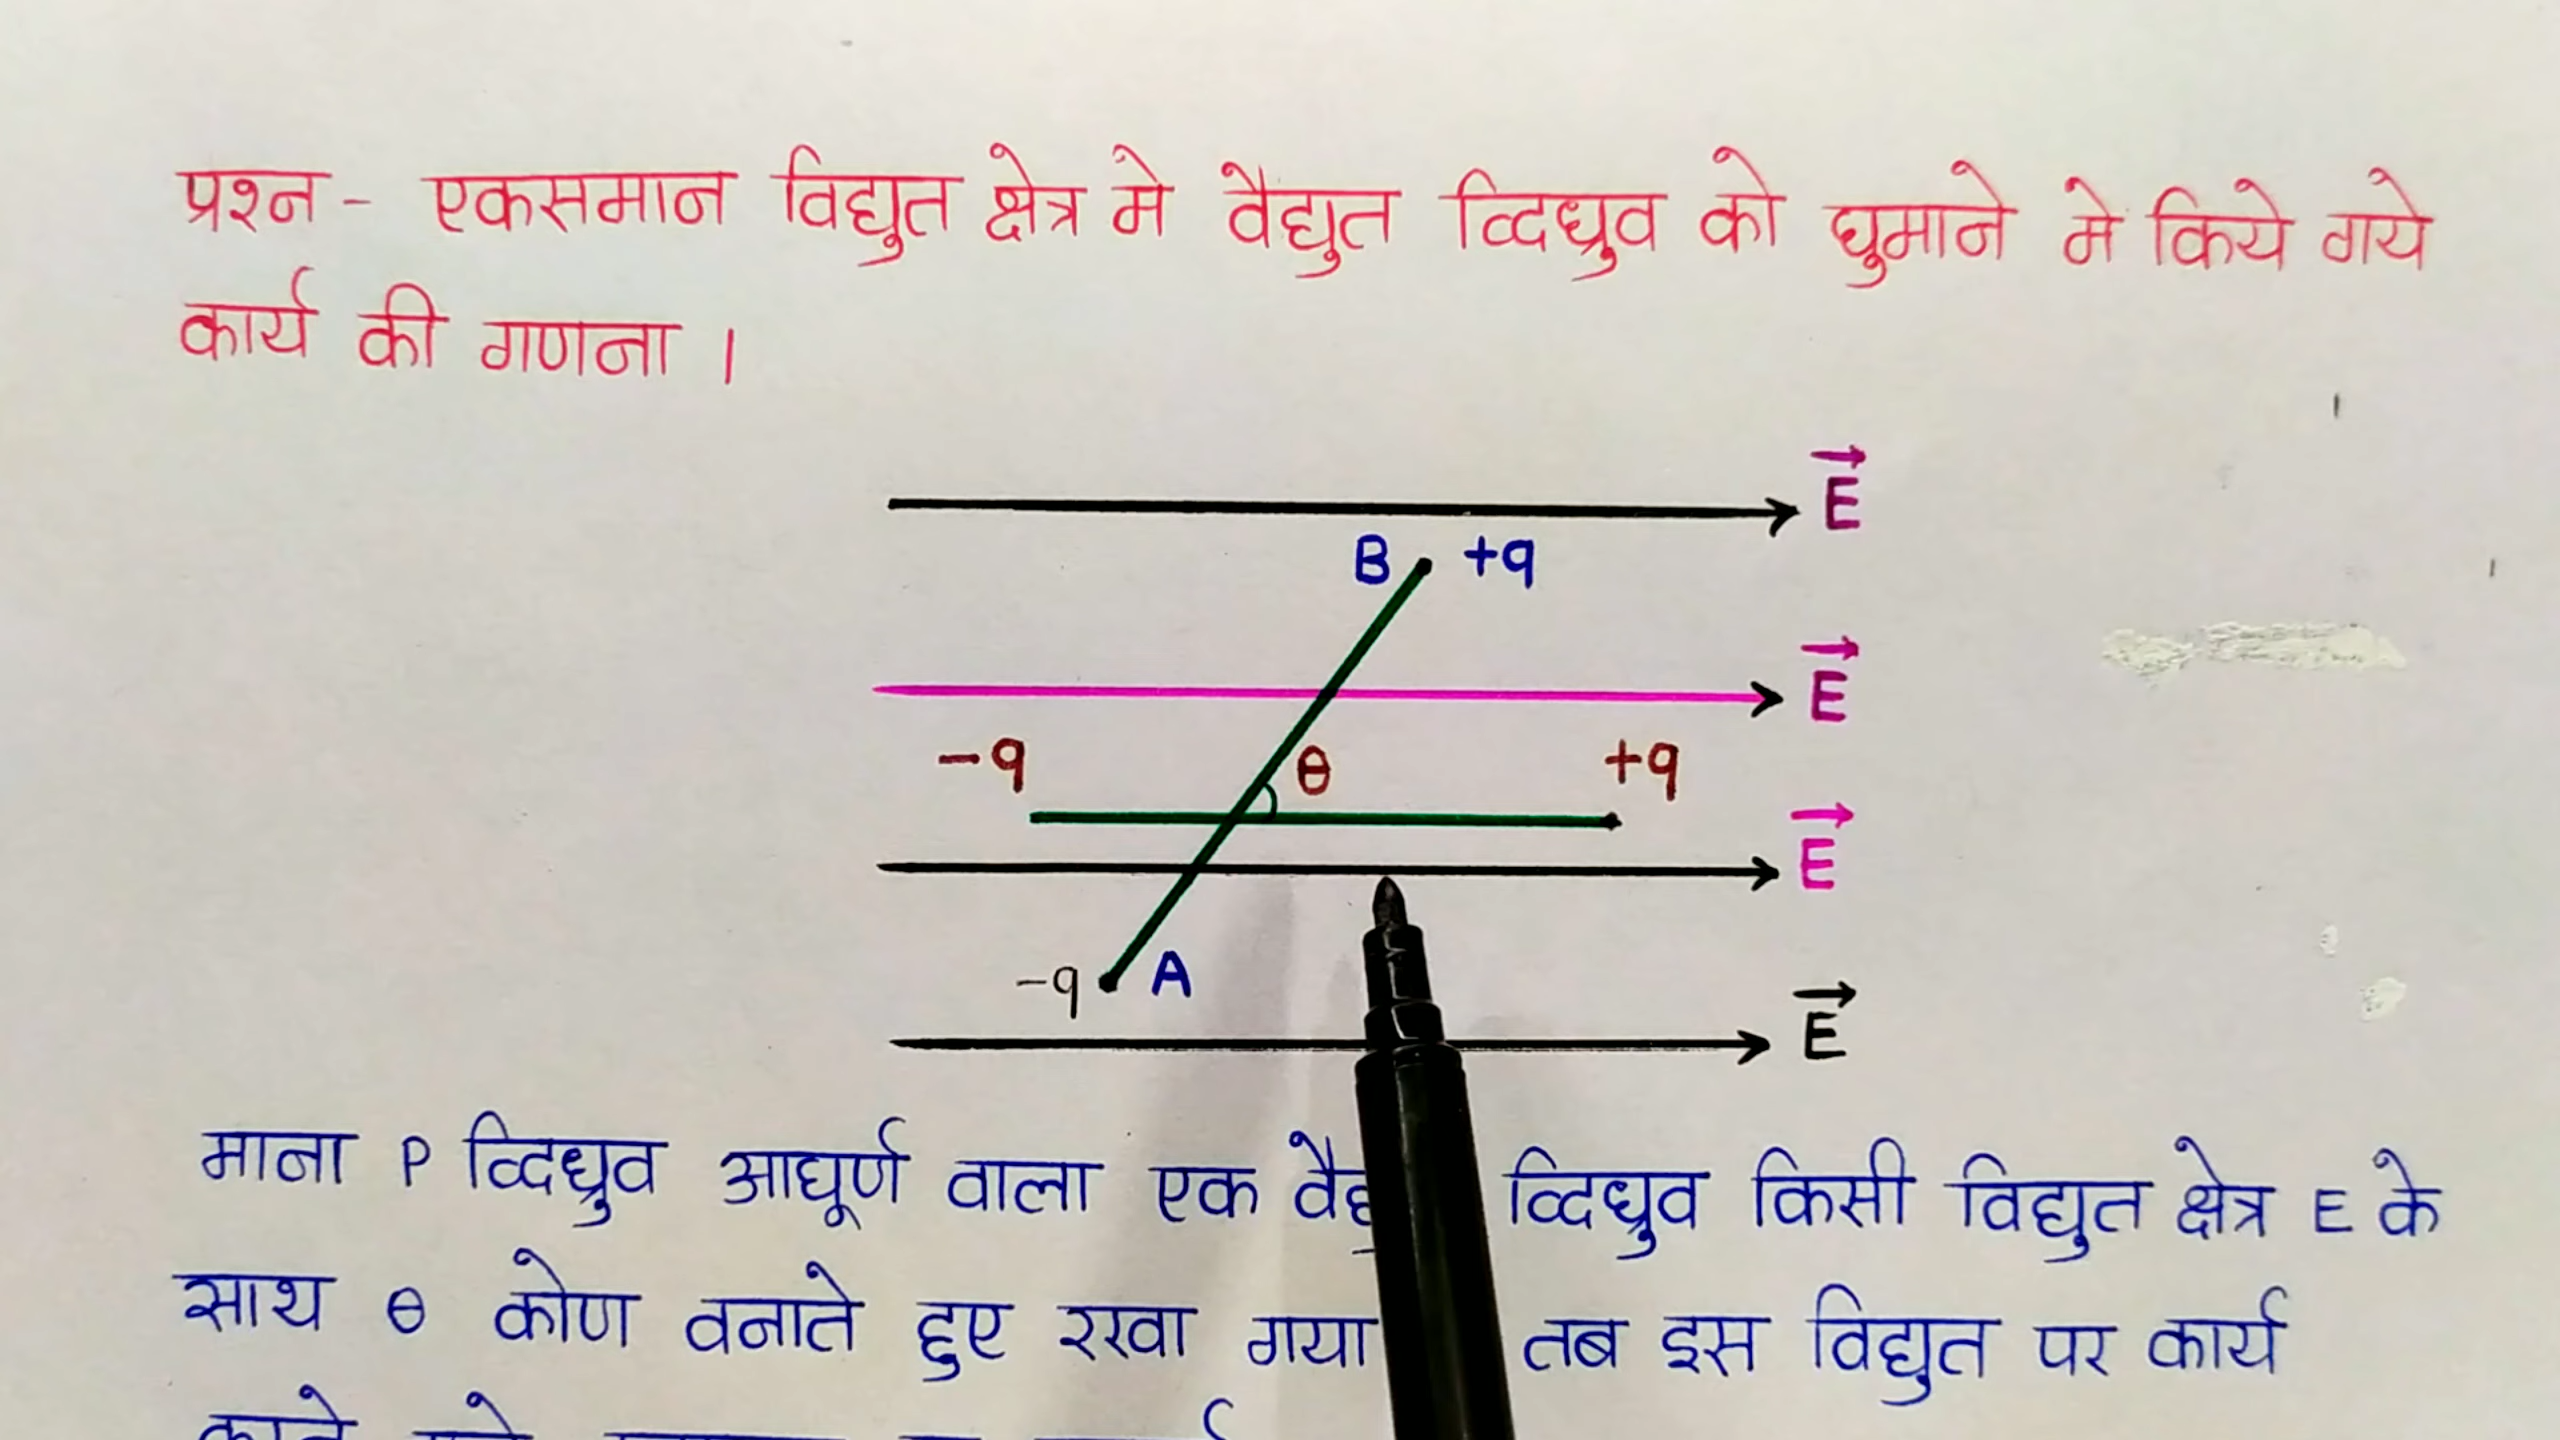 प्रश्न - एकसमान विद्युत क्षेत्र मे वैद्युत व्दिध्रुव को घुमाने मे किये गये
कार्य की गणना ।
E
B +q
E
-q θ +q
E
-q A
E
माना P व्दिध्रुव आघूर्ण वाला एक व्दिध्रुव किसी विद्युत क्षेत्र E के
साथ θ कोण वनाते हुए रखा गया तब इस विद्युत पर कार्य